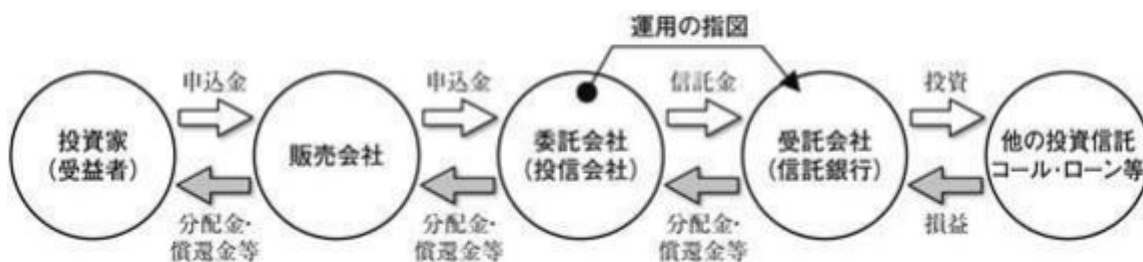 運用の指図
申込金
申込金
信託金
投資
投資家
(受益者)
販売会社
委託会社
(投信会社)
受託会社
(信託銀行)
他の投資信託
コール・ローン等
分配金・
償還金等
分配金・
償還金等
分配金・
償還金等
損益